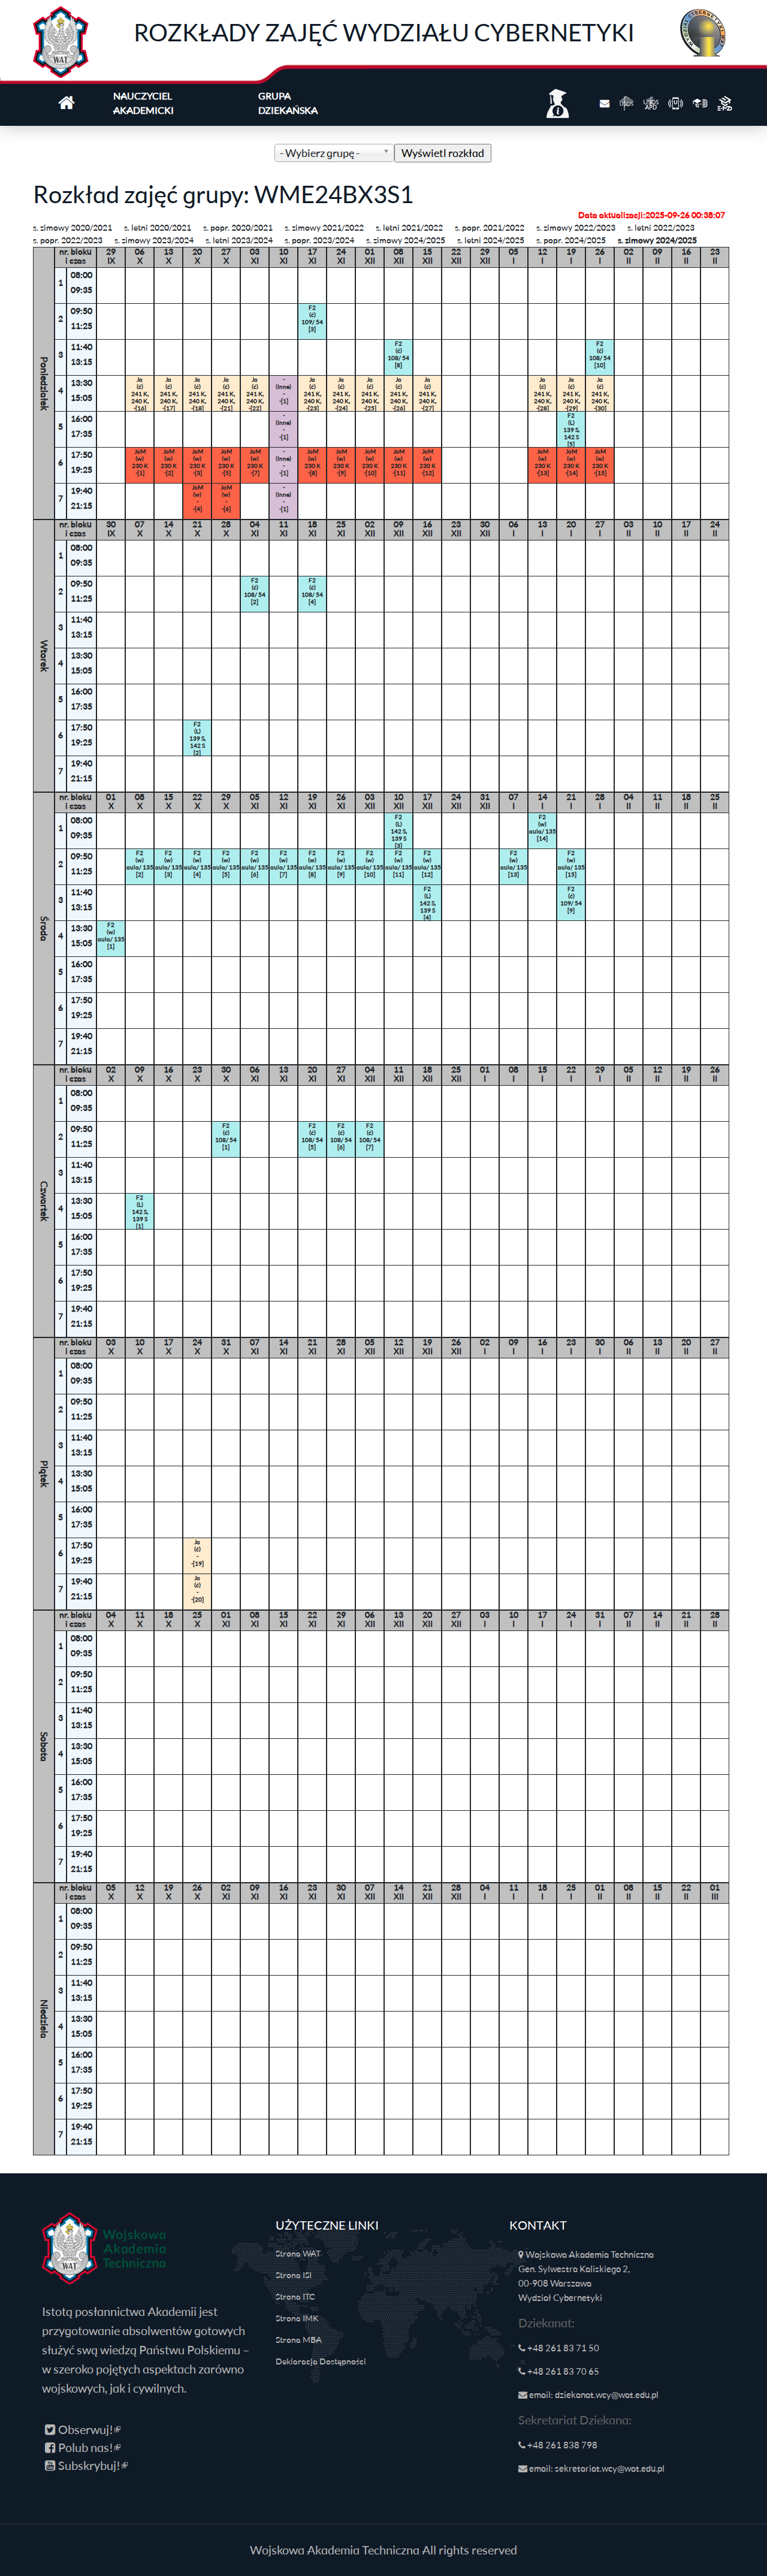 ROZKŁADY ZAJĘĆ WYDZIAŁU CYBERNETYKI
NAUCZYCIEL
AKADEMICKI
GRUPA
DZIEKAŃSKA
- Wybierz grupę -
Wyświetl rozkład
Rozkład zajęć grupy: WME24BX3S1
Data aktualizacji:2025-09-26 00:38:07
s. zimowy 2020/2021 s. letni 2020/2021 s. popr. 2020/2021 s. zimowy 2021/2022 s. letni 2021/2022 s. popr. 2021/2022 s. zimowy 2022/2023 s. letni 2022/2023
s. popr. 2022/2023 s. zimowy 2023/2024 s. letni 2023/2024 s. popr. 2023/2024 s. zimowy 2024/2025 s. letni 2024/2025 s. popr. 2024/2025 s. zimowy 2024/2025
Poniedziałek
nr. bloku 29 06 13 20 27 03 10 17 24 01 08 15 22 29 05 12 19 26 02 09 16 23
i czas IX X X X X XI XI XI XI XII XII XII XII XII I I I I II II II II
1 08:00 09:35
2 09:50 11:25
F2 (ć) 109/ 54 [3]
3 11:40 13:15
F2 (ć) 108/ 54 [8]
F2 (ć) 108/ 54 [10]
4 13:30 15:05
Ja (ć) 241 K, 240 K, -[16]
Ja (ć) 241 K, 240 K, -[17]
Ja (ć) 241 K, 240 K, -[18]
Ja (ć) 241 K, 240 K, -[21]
Ja (ć) 241 K, 240 K, -[22]
- (Inne) - -[1]
Ja (ć) 241 K, 240 K, -[23]
Ja (ć) 241 K, 240 K, -[24]
Ja (ć) 241 K, 240 K, -[25]
Ja (ć) 241 K, 240 K, -[26]
Ja (ć) 241 K, 240 K, -[27]
Ja (ć) 241 K, 240 K, -[28]
Ja (ć) 241 K, 240 K, -[29]
Ja (ć) 241 K, 240 K, -[30]
5 16:00 17:35
- (Inne) - -[1]
F2 (L) 139 S, 142 S [5]
6 17:50 19:25
JoM (w) 230 K -[1]
JoM (w) 230 K -[2]
JoM (w) 230 K -[3]
JoM (w) 230 K -[5]
JoM (w) 230 K -[7]
- (Inne) - -[1]
JoM (w) 230 K -[8]
JoM (w) 230 K -[9]
JoM (w) 230 K -[10]
JoM (w) 230 K -[11]
JoM (w) 230 K -[12]
JoM (w) 230 K -[13]
JoM (w) 230 K -[14]
JoM (w) 230 K -[15]
7 19:40 21:15
JoM (w) - -[4]
JoM (w) - -[6]
- (Inne) - -[1]
Wtorek
nr. bloku 30 07 14 21 28 04 11 18 25 02 09 16 23 30 06 13 20 27 03 10 17 24
i czas IX X X X X XI XI XI XI XII XII XII XII XII I I I I II II II II
1 08:00 09:35
2 09:50 11:25
F2 (ć) 108/ 54 [2]
F2 (ć) 108/ 54 [4]
3 11:40 13:15
4 13:30 15:05
5 16:00 17:35
6 17:50 19:25
F2 (L) 139 S, 142 S [2]
7 19:40 21:15
Środa
nr. bloku 01 08 15 22 29 05 12 19 26 03 10 17 24 31 07 14 21 28 04 11 18 25
i czas X X X X X XI XI XI XI XII XII XII XII XII I I I I II II II II
1 08:00 09:35
F2 (L) 142 S, 139 S [3]
F2 (w) aula/ 135 [14]
2 09:50 11:25
F2 (w) aula/ 135 [2]
F2 (w) aula/ 135 [3]
F2 (w) aula/ 135 [4]
F2 (w) aula/ 135 [5]
F2 (w) aula/ 135 [6]
F2 (w) aula/ 135 [7]
F2 (w) aula/ 135 [8]
F2 (w) aula/ 135 [9]
F2 (w) aula/ 135 [10]
F2 (w) aula/ 135 [11]
F2 (w) aula/ 135 [12]
F2 (w) aula/ 135 [13]
F2 (w) aula/ 135 [15]
3 11:40 13:15
F2 (L) 142 S, 139 S [4]
F2 (ć) 109/ 54 [9]
4 13:30 15:05
F2 (w) aula/ 135 [1]
5 16:00 17:35
6 17:50 19:25
7 19:40 21:15
Czwartek
nr. bloku 02 09 16 23 30 06 13 20 27 04 11 18 25 01 08 15 22 29 05 12 19 26
i czas X X X X X XI XI XI XI XII XII XII XII I I I I I II II II II
1 08:00 09:35
2 09:50 11:25
F2 (ć) 108/ 54 [1]
F2 (ć) 108/ 54 [5]
F2 (ć) 108/ 54 [6]
F2 (ć) 108/ 54 [7]
3 11:40 13:15
4 13:30 15:05
F2 (L) 142 S, 139 S [1]
5 16:00 17:35
6 17:50 19:25
7 19:40 21:15
Piątek
nr. bloku 03 10 17 24 31 07 14 21 28 05 12 19 26 02 09 16 23 30 06 13 20 27
i czas X X X X X XI XI XI XI XII XII XII XII I I I I I II II II II
1 08:00 09:35
2 09:50 11:25
3 11:40 13:15
4 13:30 15:05
5 16:00 17:35
6 17:50 19:25
Ja (ć) - -[19]
7 19:40 21:15
Ja (ć) - -[20]
Sobota
nr. bloku 04 11 18 25 01 08 15 22 29 06 13 20 27 03 10 17 24 31 07 14 21 28
i czas X X X X XI XI XI XI XI XII XII XII XII I I I I I II II II II
1 08:00 09:35
2 09:50 11:25
3 11:40 13:15
4 13:30 15:05
5 16:00 17:35
6 17:50 19:25
7 19:40 21:15
Niedziela
nr. bloku 05 12 19 26 02 09 16 23 30 07 14 21 28 04 11 18 25 01 08 15 22 01
i czas X X X X XI XI XI XI XI XII XII XII XII I I I I II II II II III
1 08:00 09:35
2 09:50 11:25
3 11:40 13:15
4 13:30 15:05
5 16:00 17:35
6 17:50 19:25
7 19:40 21:15
WAT
Wojskowa
Akademia
Techniczna
Istotą posłannictwa Akademii jest
przygotowanie absolwentów gotowych
służyć swą wiedzą Państwu Polskiemu –
w szeroko pojętych aspektach zarówno
wojskowych, jak i cywilnych.
Obserwuj!
Polub nas!
Subskrybuj!
UŻYTECZNE LINKI
Strona WAT
Strona ISI
Strona ITC
Strona IMK
Strona MBA
Deklaracja Dostępności
KONTAKT
Wojskowa Akademia Techniczna
Gen. Sylwestra Kaliskiego 2,
00-908 Warszawa
Wydział Cybernetyki
Dziekanat:
+48 261 83 71 50
+48 261 83 70 65
email: dziekanat.wcy@wat.edu.pl
Sekretariat Dziekana:
+48 261 838 798
email: sekretariat.wcy@wat.edu.pl
Wojskowa Akademia Techniczna All rights reserved